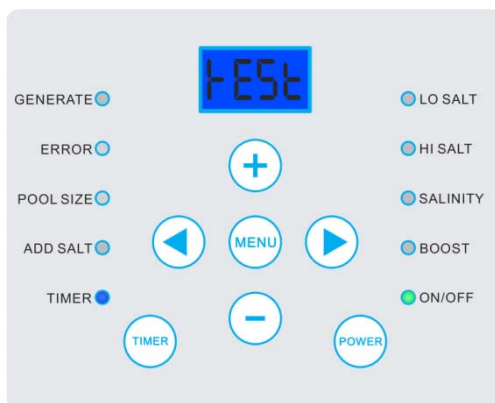 tESt
GENERATE
LO SALT
ERROR
+
HI SALT
POOL SIZE
SALINITY
ADD SALT
MENU
BOOST
TIMER
−
ON/OFF
TIMER
POWER